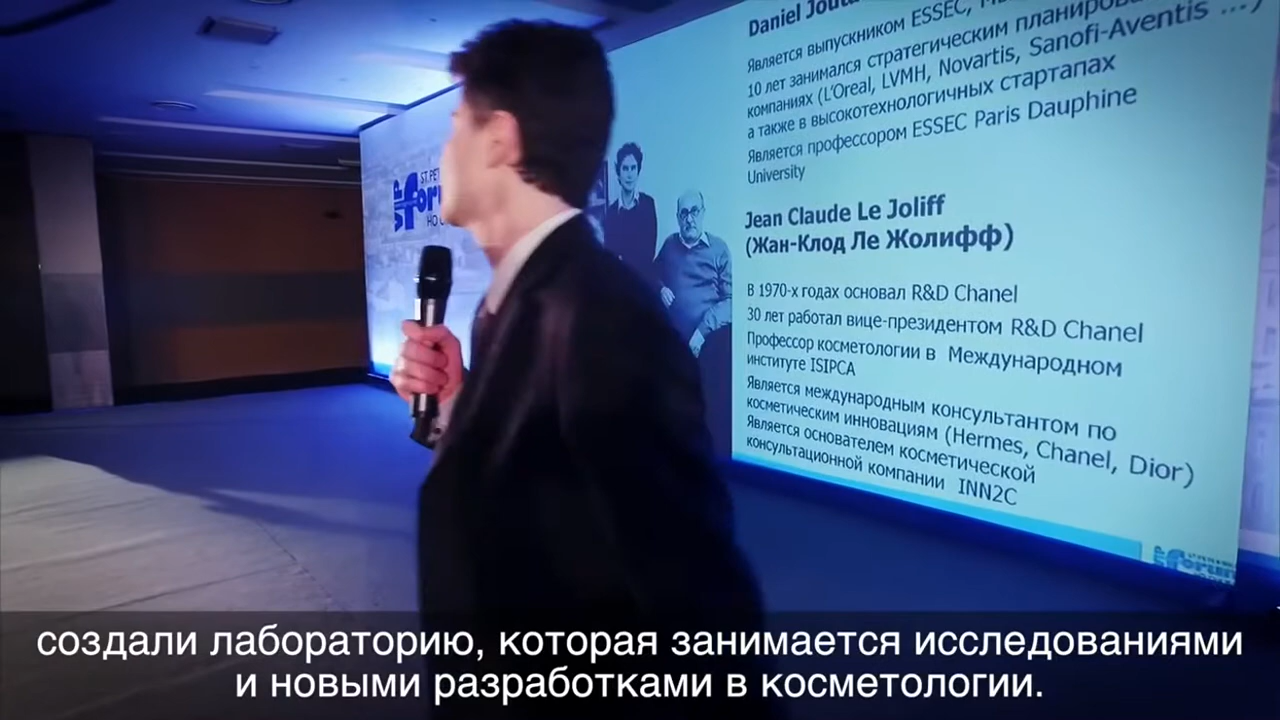 Daniel
Является выпускником ESSEC,
10 лет занимался стратегическим
компаниях (L'Oreal, LVMH, Novartis, Sanofi-Aventis ...)
а также в высокотехнологичных стартапах
Является профессором ESSEC Paris Dauphine
University
Jean Claude Le Joliff
(Жан-Клод Ле Жолифф)
В 1970-х годах основал R&D Chanel
30 лет работал вице-президентом R&D Chanel
Профессор косметологии в Международном
институте ISIPCA
Является международным консультантом по
косметическим инновациям (Hermes, Chanel, Dior)
Является основателем косметической
консультационной компании INN2C
создали лабораторию, которая занимается исследованиями
и новыми разработками в косметологии.